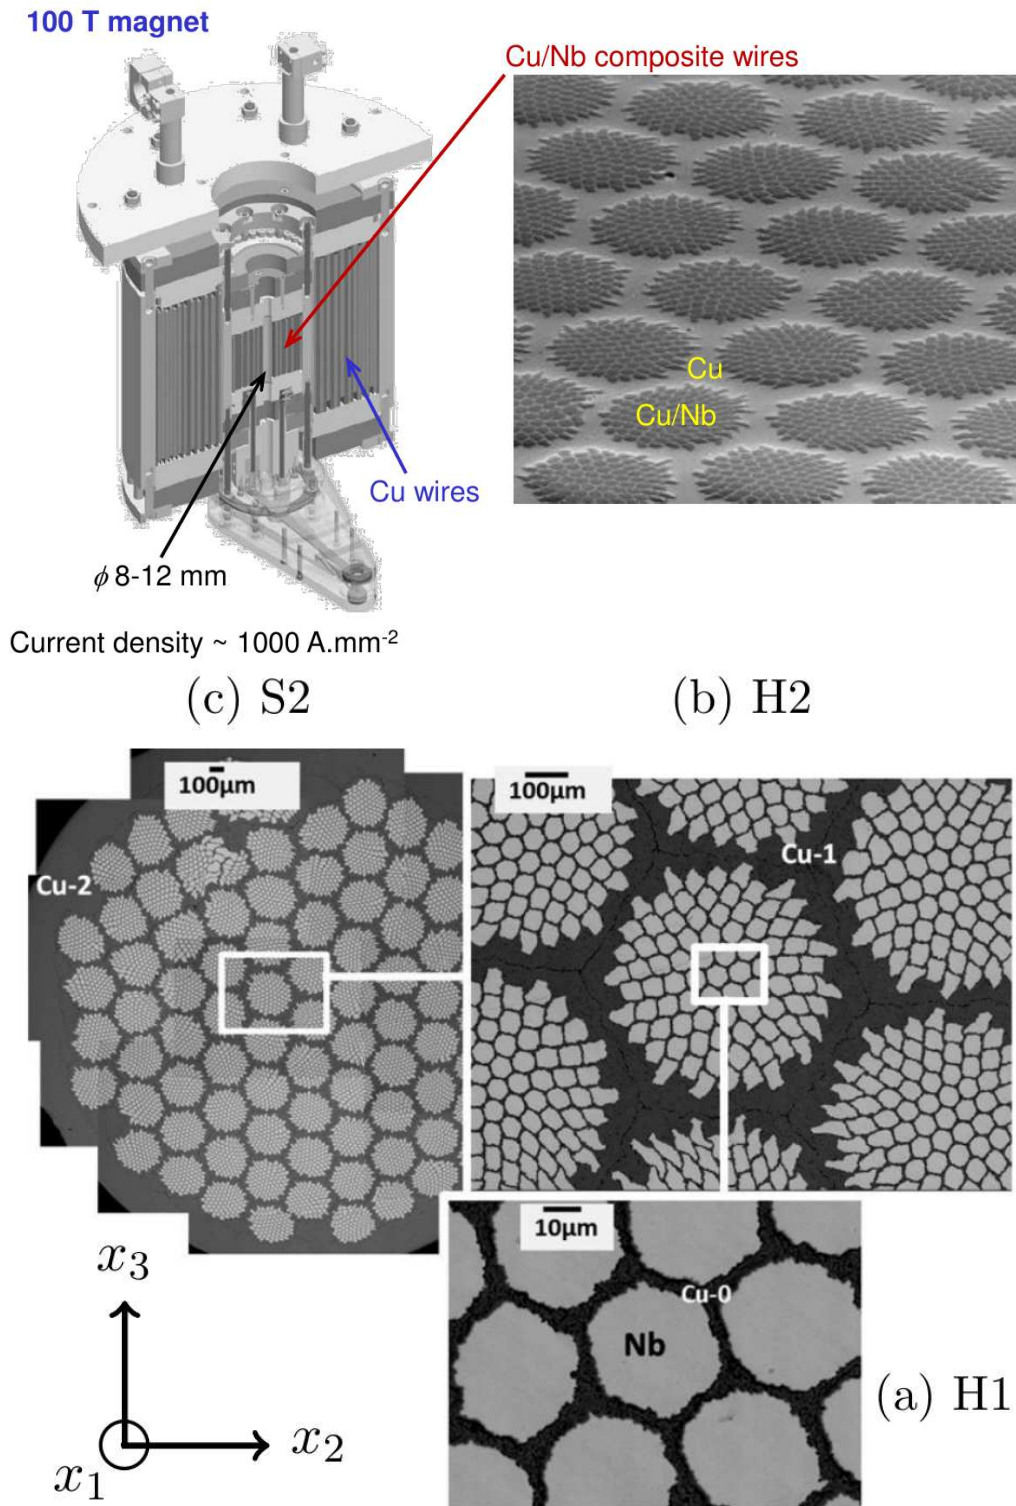 100 T magnet
Cu/Nb composite wires
Cu
Cu/Nb
Cu wires
ϕ 8-12 mm
Current density ~ 1000 A.mm-2
(c) S2
(b) H2
100μm
100μm
Cu-1
Cu-2
10μm
Cu-0
Nb
(a) H1
x3
x2
x1